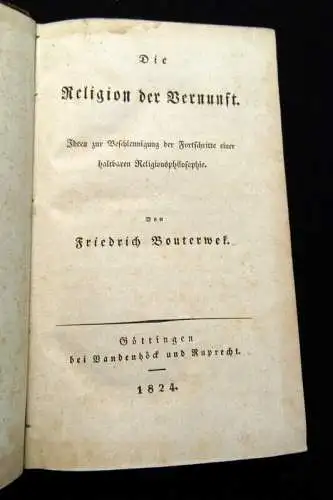 Die
Religion der Vernunft.
Ideen zur Beschleunigung der Fortschritte einer
haltbaren Religionsphilosophie.
Von
Friedrich Bouterwek.
Göttingen
bei Vandenhöck und Ruprecht.
1824.